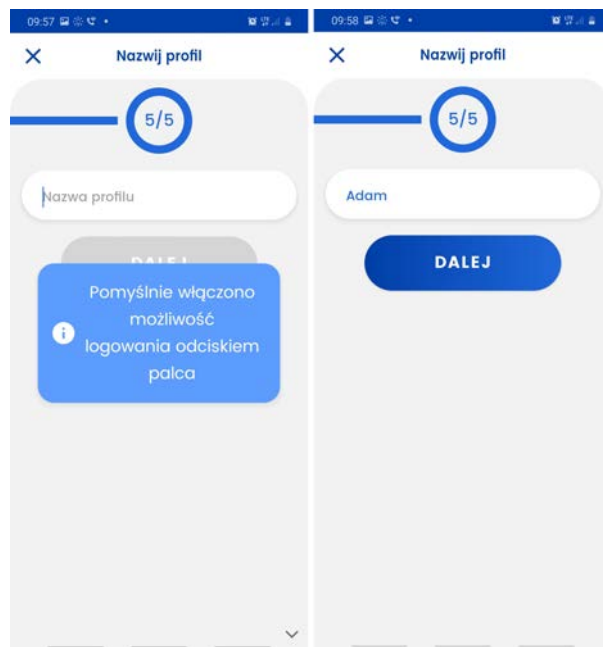 09:57
Nazwij profil
5/5
Nazwa profilu
DALEJ
Pomyślnie włączono
możliwość
logowania odciskiem
palca
09:58
Nazwij profil
5/5
Adam
DALEJ